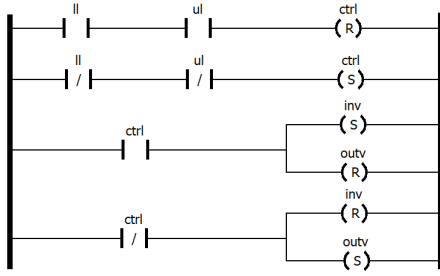 ll ul ctrl
R
ll ul ctrl
/ / S
inv
ctrl S
outv
R
inv
ctrl R
/ outv
S